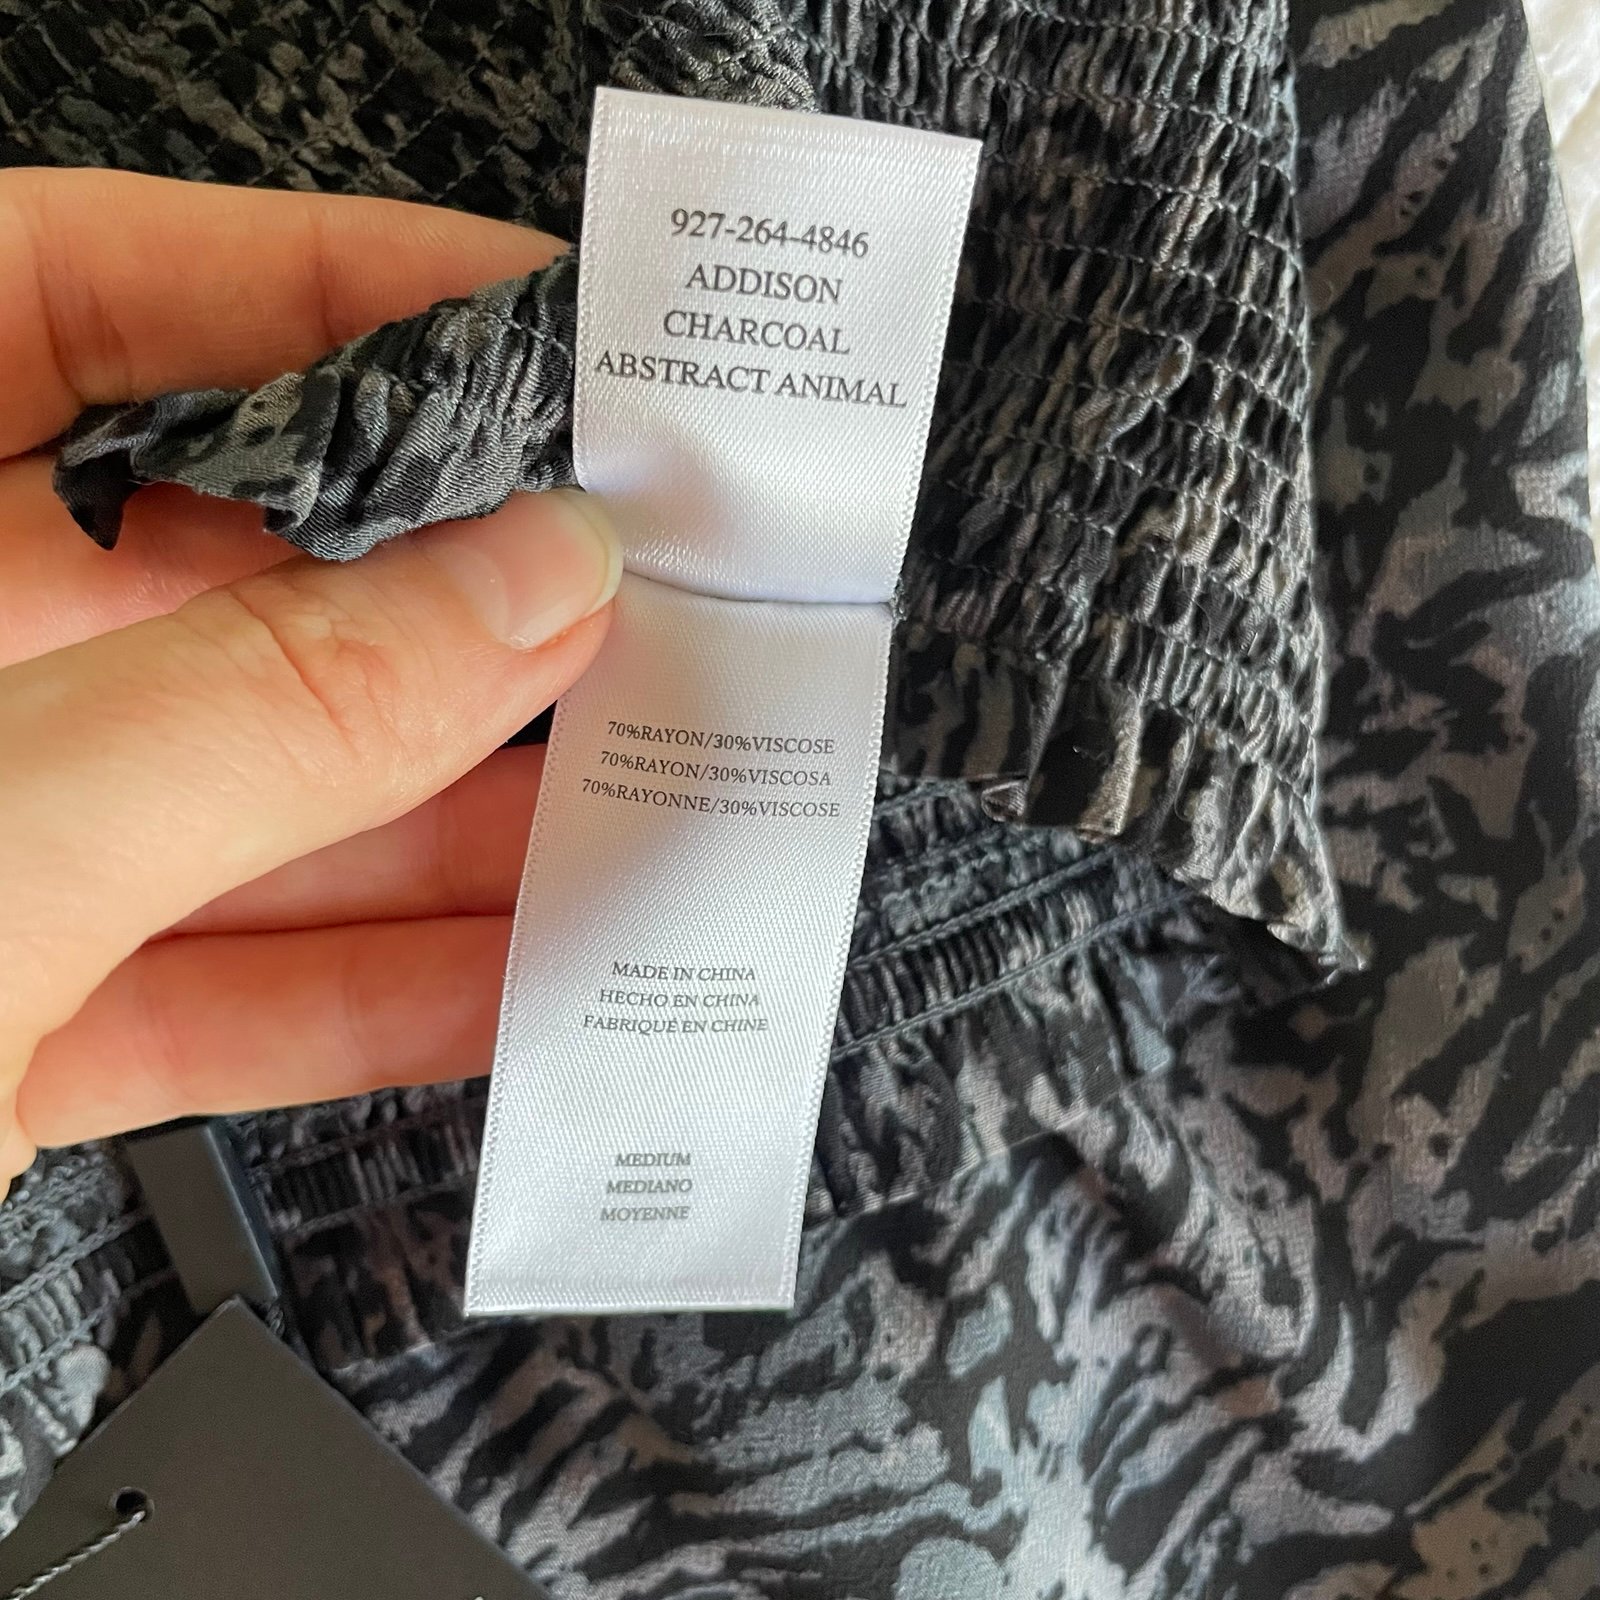 927-264-4846
ADDISON
CHARCOAL
ABSTRACT ANIMAL
70%RAYON/30%VISCOSE
70%RAYON/30%VISCOSA
70%RAYONNE/30%VISCOSE
MADE IN CHINA
HECHO EN CHINA
FABRIQUÉ EN CHINE
MEDIUM
MEDIANO
MOYENNE